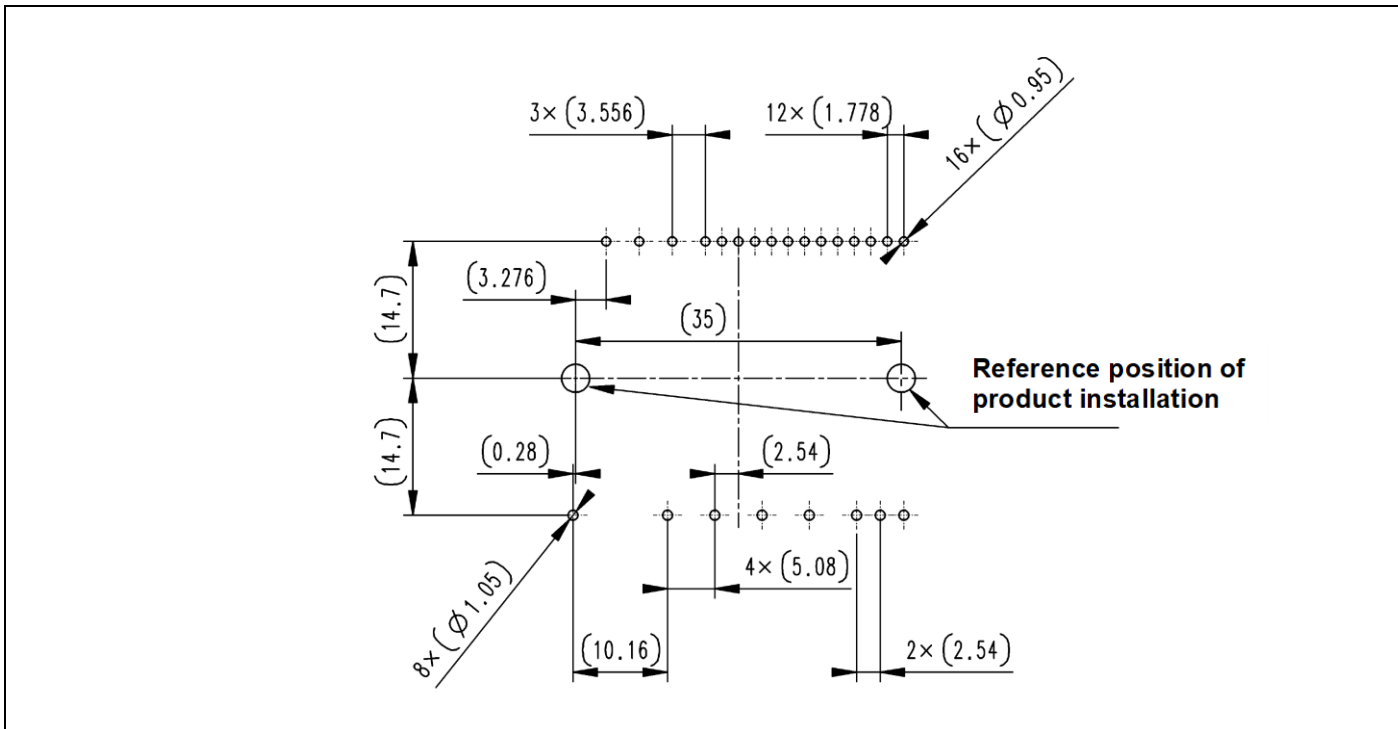 3× (3.556)
12× (1.778)
16× (Ø0.95)
(3.276)
(14.7)
(35)
Reference position of
product installation
(14.7)
(0.28)
(2.54)
4× (5.08)
8× (Ø1.05)
(10.16)
2× (2.54)